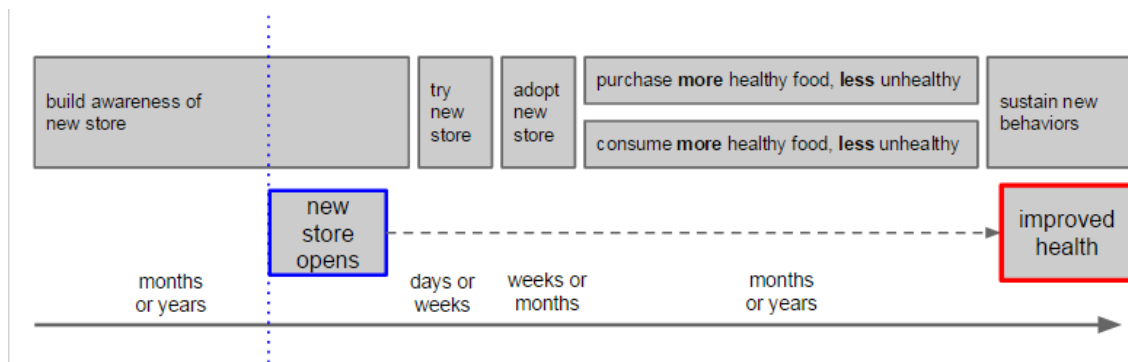 build awareness of
new store
try
new
store
adopt
new
store
purchase more healthy food, less unhealthy
consume more healthy food, less unhealthy
sustain new
behaviors
new
store
opens
improved
health
months
or years
days or
weeks
weeks or
months
months
or years